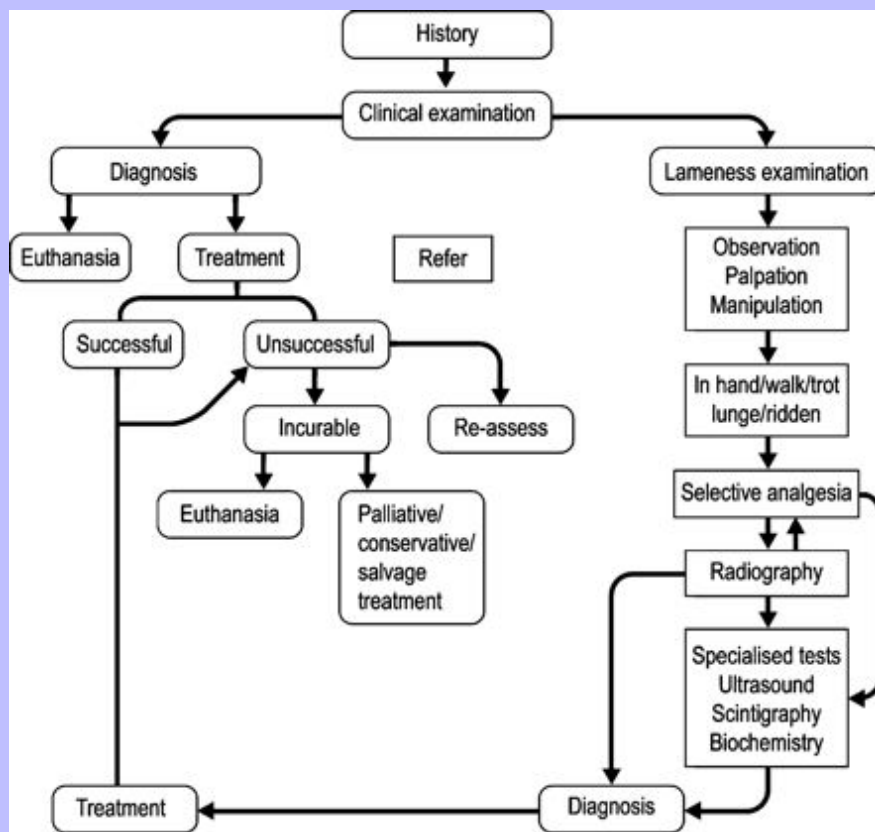 History
Clinical examination
Diagnosis
Lameness examination
Euthanasia
Treatment
Refer
Observation
Palpation
Manipulation
Successful
Unsuccessful
In hand/walk/trot
lunge/ridden
Incurable
Re-assess
Selective analgesia
Euthanasia
Palliative/
conservative/
salvage
treatment
Radiography
Specialised tests
Ultrasound
Scintigraphy
Biochemistry
Treatment
Diagnosis